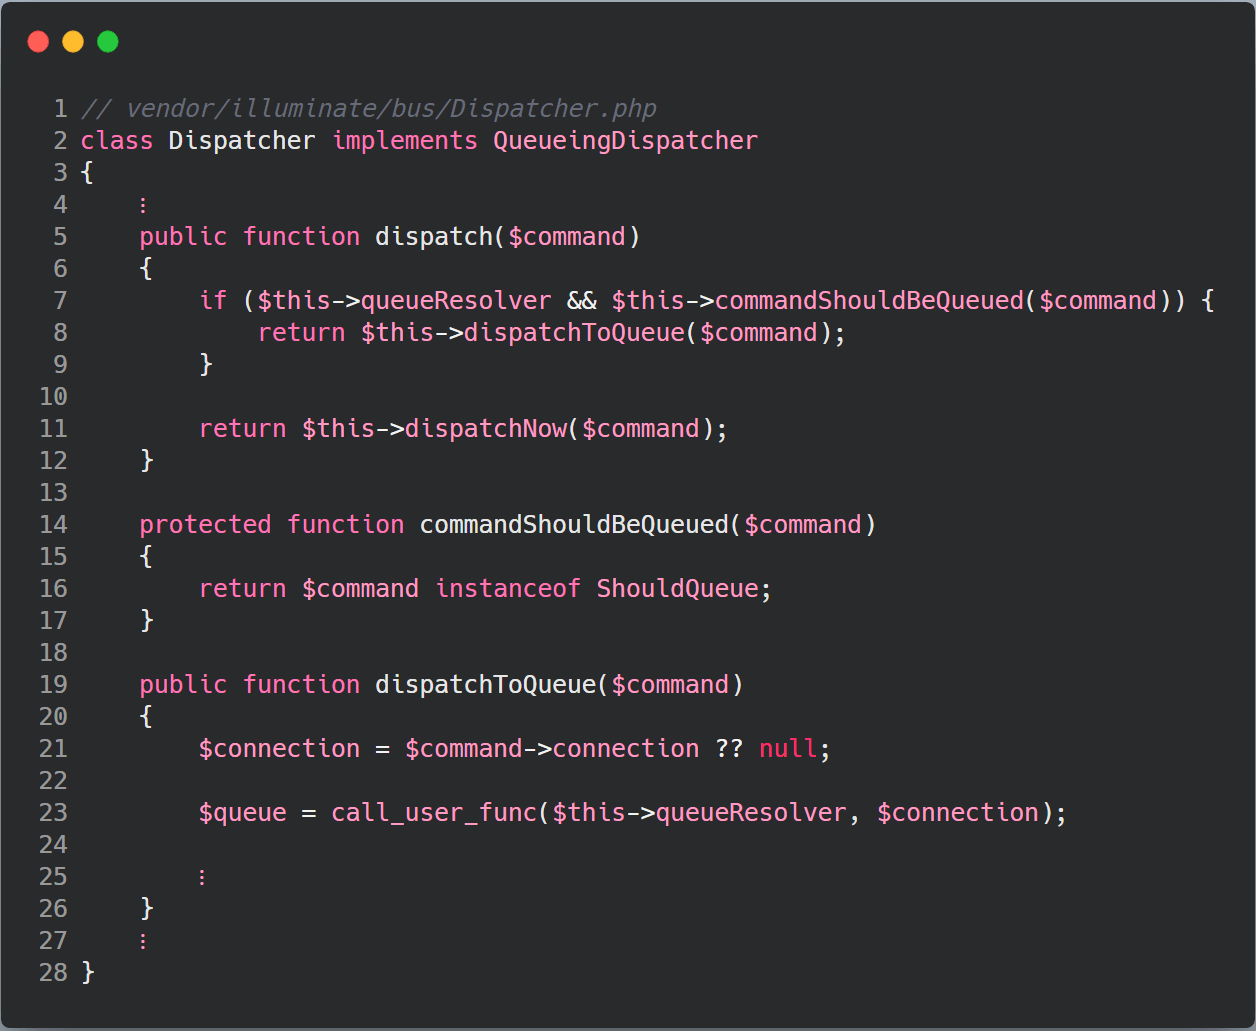 1 // vendor/illuminate/bus/Dispatcher.php
2 class Dispatcher implements QueueingDispatcher
3 {
4     ⋮
5     public function dispatch($command)
6     {
7         if ($this->queueResolver && $this->commandShouldBeQueued($command)) {
8             return $this->dispatchToQueue($command);
9         }
10
11         return $this->dispatchNow($command);
12     }
13
14     protected function commandShouldBeQueued($command)
15     {
16         return $command instanceof ShouldQueue;
17     }
18
19     public function dispatchToQueue($command)
20     {
21         $connection = $command->connection ?? null;
22
23         $queue = call_user_func($this->queueResolver, $connection);
24
25         ⋮
26     }
27     ⋮
28 }